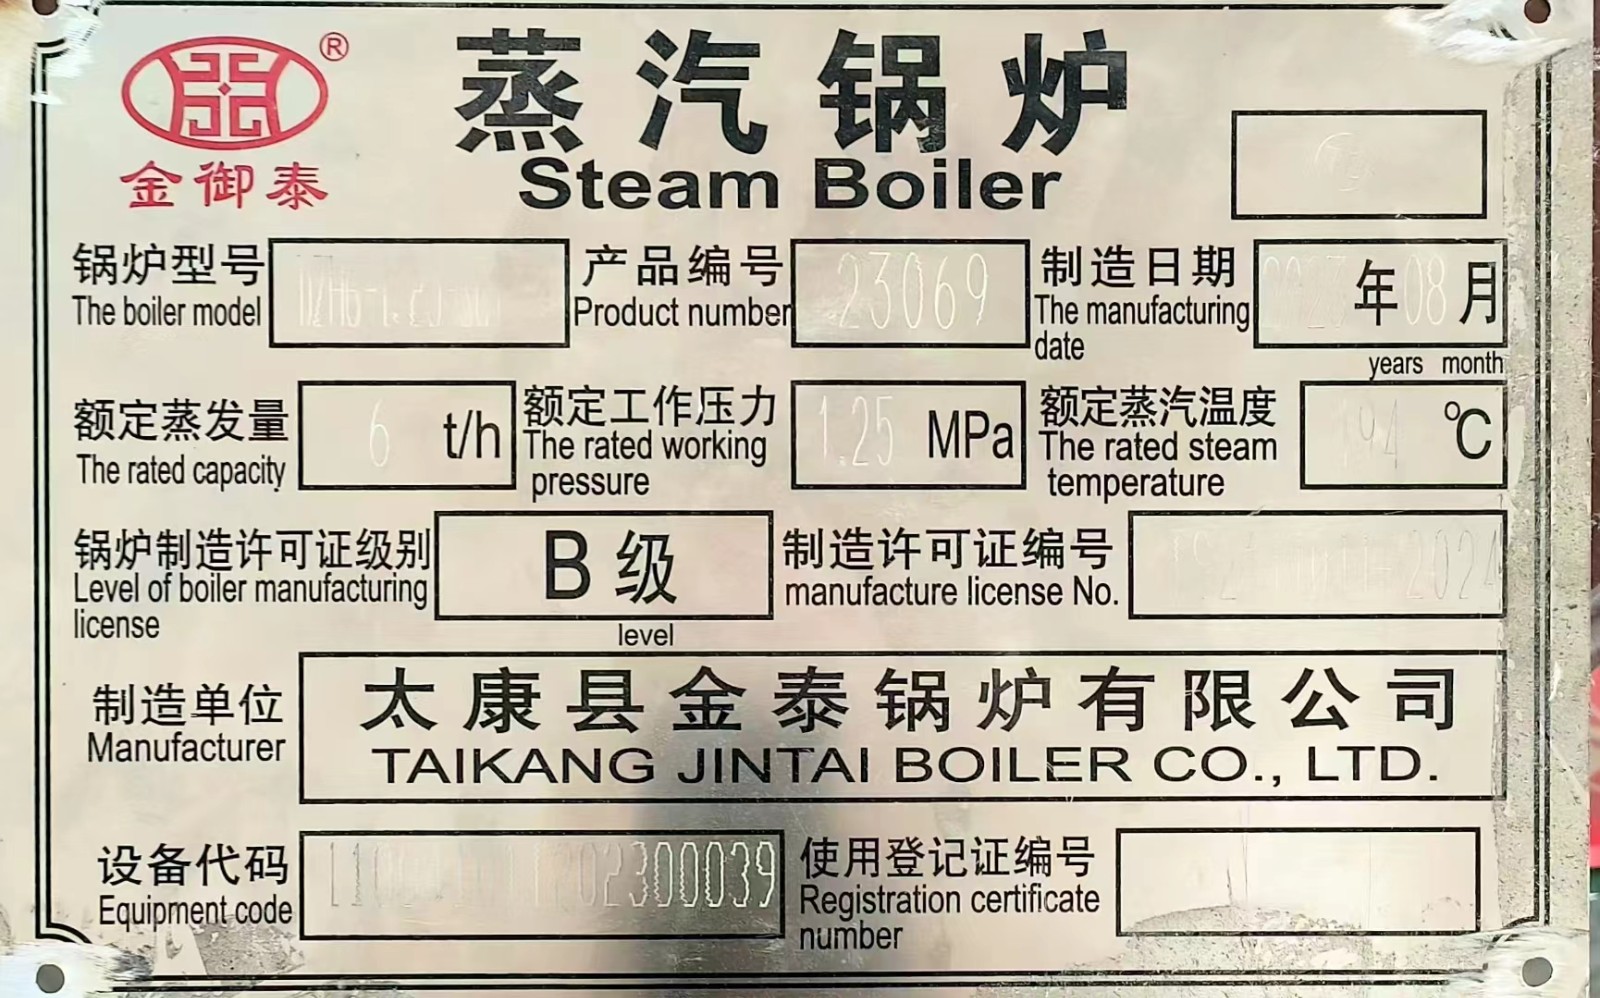 ®
金御泰
蒸汽锅炉
Steam Boiler
锅炉型号
The boiler model
产品编号
Product number
23069
制造日期
The manufacturing
date
年08月
years month
额定蒸发量
The rated capacity
6 t/h
额定工作压力
The rated working
pressure
1.25 MPa
额定蒸汽温度
The rated steam
temperature
194 ℃
锅炉制造许可证级别
Level of boiler manufacturing
license
B级
level
制造许可证编号
manufacture license No.
2024
制造单位
Manufacturer
太康县金泰锅炉有限公司
TAIKANG JINTAI BOILER CO., LTD.
设备代码
Equipment code
使用登记证编号
Registration certificate
number